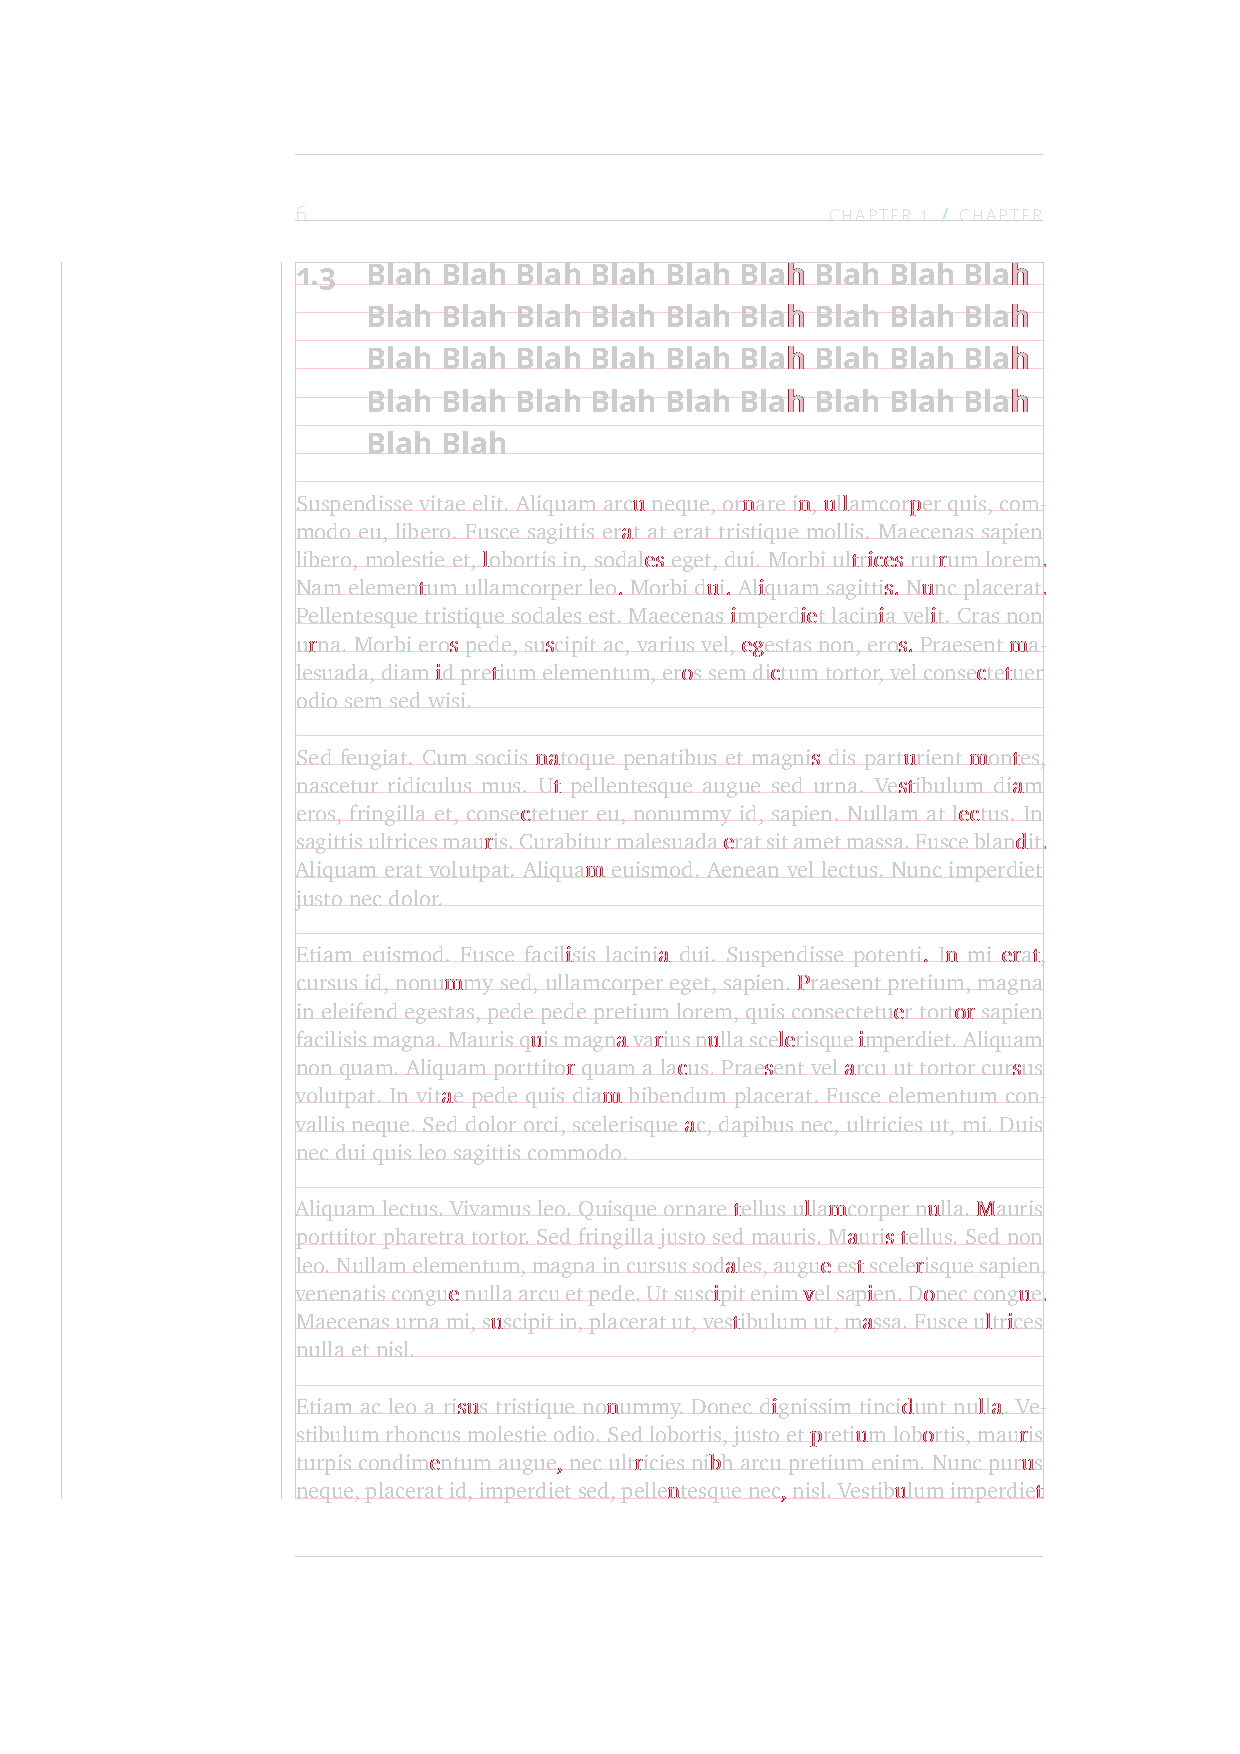 6 CHAPTER 1 / CHAPTER
1.3 Blah Blah Blah Blah Blah Blah Blah Blah Blah
Blah Blah Blah Blah Blah Blah Blah Blah Blah
Blah Blah Blah Blah Blah Blah Blah Blah Blah
Blah Blah Blah Blah Blah Blah Blah Blah Blah
Blah Blah
Suspendisse vitae elit. Aliquam arcu neque, ornare in, ullamcorper quis, com-
modo eu, libero. Fusce sagittis erat at erat tristique mollis. Maecenas sapien
libero, molestie et, lobortis in, sodales eget, dui. Morbi ultrices rutrum lorem.
Nam elementum ullamcorper leo. Morbi dui. Aliquam sagittis. Nunc placerat.
Pellentesque tristique sodales est. Maecenas imperdiet lacinia velit. Cras non
urna. Morbi eros pede, suscipit ac, varius vel, egestas non, eros. Praesent ma-
lesuada, diam id pretium elementum, eros sem dictum tortor, vel consectetuer
odio sem sed wisi.
Sed feugiat. Cum sociis natoque penatibus et magnis dis parturient montes,
nascetur ridiculus mus. Ut pellentesque augue sed urna. Vestibulum diam
eros, fringilla et, consectetuer eu, nonummy id, sapien. Nullam at lectus. In
sagittis ultrices mauris. Curabitur malesuada erat sit amet massa. Fusce blandit.
Aliquam erat volutpat. Aliquam euismod. Aenean vel lectus. Nunc imperdiet
justo nec dolor.
Etiam euismod. Fusce facilisis lacinia dui. Suspendisse potenti. In mi erat,
cursus id, nonummy sed, ullamcorper eget, sapien. Praesent pretium, magna
in eleifend egestas, pede pede pretium lorem, quis consectetuer tortor sapien
facilisis magna. Mauris quis magna varius nulla scelerisque imperdiet. Aliquam
non quam. Aliquam porttitor quam a lacus. Praesent vel arcu ut tortor cursus
volutpat. In vitae pede quis diam bibendum placerat. Fusce elementum con-
vallis neque. Sed dolor orci, scelerisque ac, dapibus nec, ultricies ut, mi. Duis
nec dui quis leo sagittis commodo.
Aliquam lectus. Vivamus leo. Quisque ornare tellus ullamcorper nulla. Mauris
porttitor pharetra tortor. Sed fringilla justo sed mauris. Mauris tellus. Sed non
leo. Nullam elementum, magna in cursus sodales, augue est scelerisque sapien,
venenatis congue nulla arcu et pede. Ut suscipit enim vel sapien. Donec congue.
Maecenas urna mi, suscipit in, placerat ut, vestibulum ut, massa. Fusce ultrices
nulla et nisl.
Etiam ac leo a risus tristique nonummy. Donec dignissim tincidunt nulla. Ve-
stibulum rhoncus molestie odio. Sed lobortis, justo et pretium lobortis, mauris
turpis condimentum augue, nec ultricies nibh arcu pretium enim. Nunc purus
neque, placerat id, imperdiet sed, pellentesque nec, nisl. Vestibulum imperdiet